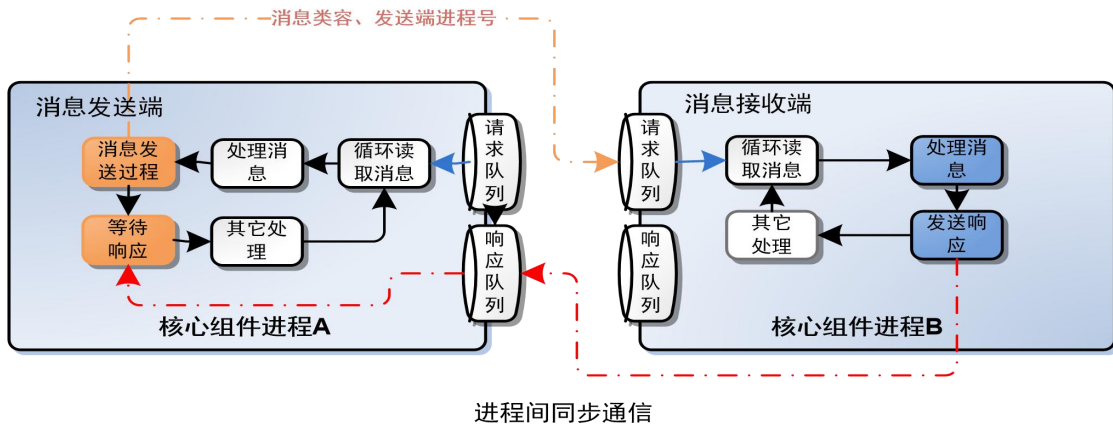 消息类容、发送端进程号
消息发送端
消息发
送过程
处理消
息
循环读
取消息
请
求
队
列
等待
响应
其它处
理
响
应
队
列
核心组件进程A
消息接收端
请
求
队
列
循环读
取消息
处理消
息
其它
处理
发送响
应
响
应
队
列
核心组件进程B
进程间同步通信